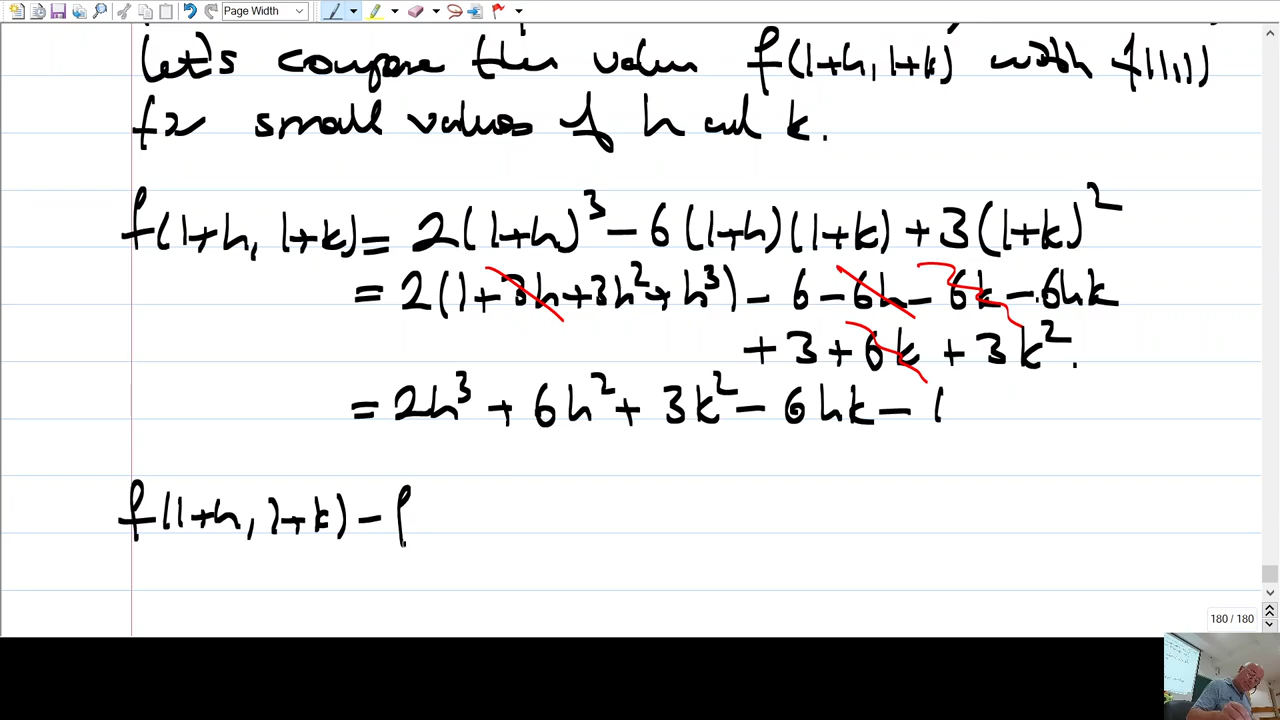 Page Width
let's compare the value f(1+h, 1+k) with f(1,1)
for small values of h and k.
f(1+h, 1+k) = 2(1+h)³ - 6(1+h)(1+k) + 3(1+k)²
= 2(1+3h+3h²+h³) - 6 - 6h - 6k - 6hk
+ 3 + 6k + 3k².
= 2h³ + 6h² + 3k² - 6hk - 1
f(1+h, 1+k) - f
180 / 180